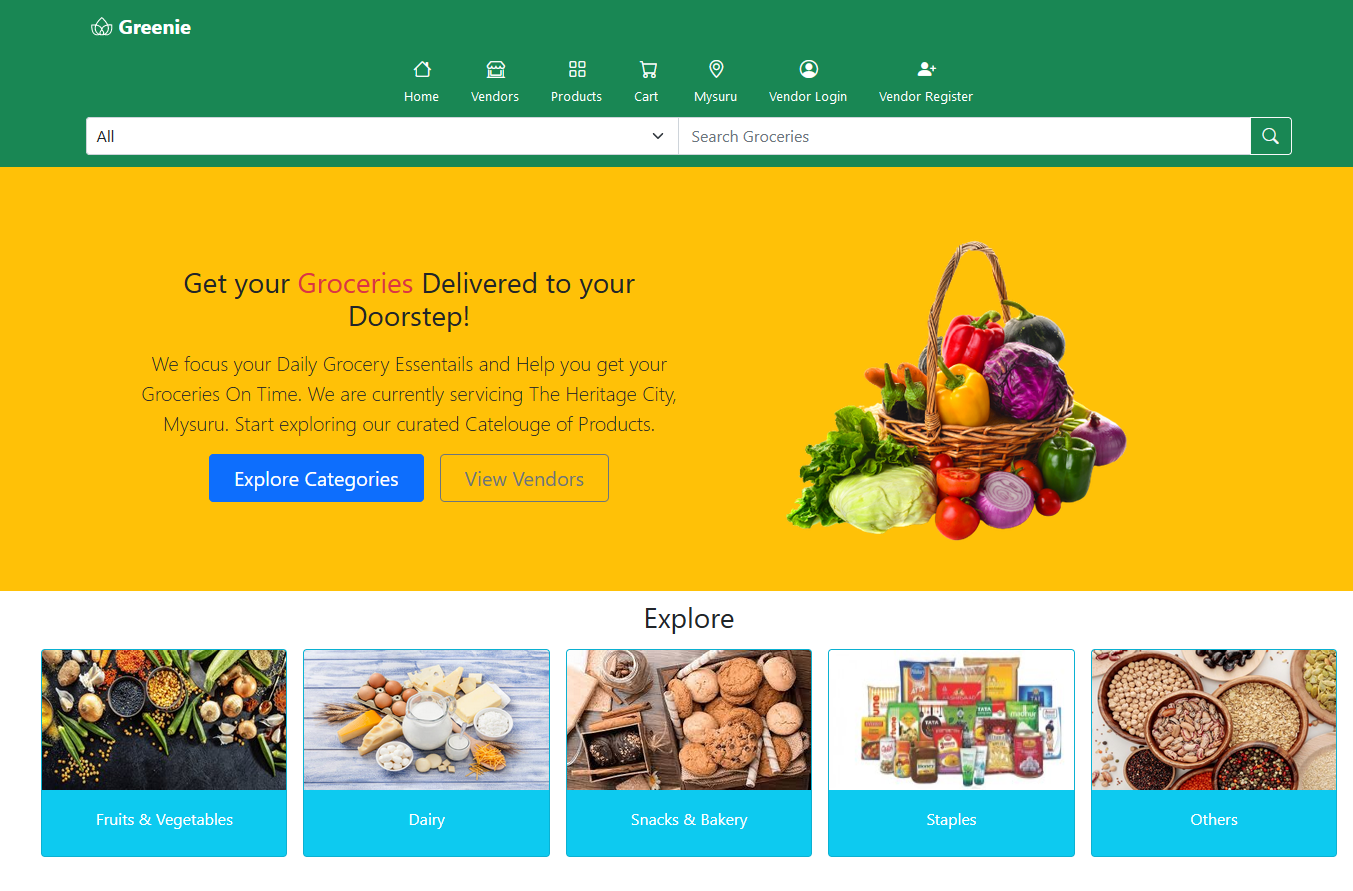 Greenie
Home Vendors Products Cart Mysuru Vendor Login Vendor Register
All Search Groceries
Get your Groceries Delivered to your
Doorstep!
We focus your Daily Grocery Essentails and Help you get your
Groceries On Time. We are currently servicing The Heritage City,
Mysuru. Start exploring our curated Catelouge of Products.
Explore Categories View Vendors
Explore
TATA TATA madhur
Fruits & Vegetables Dairy Snacks & Bakery Staples Others